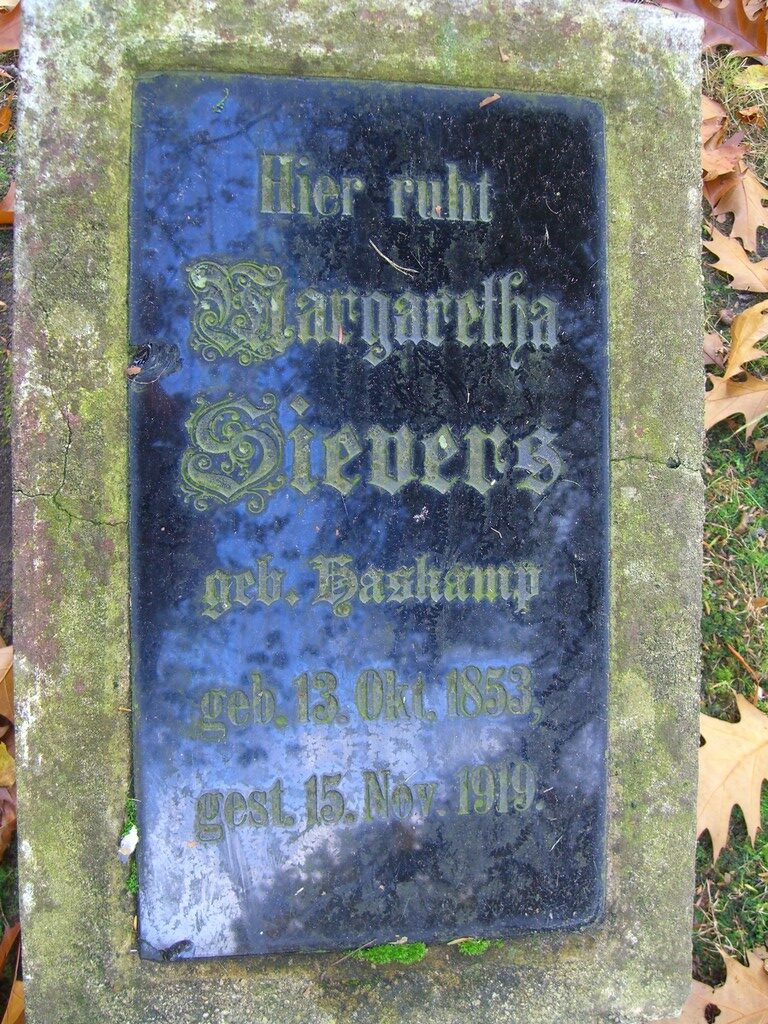 Hier ruht
Margaretha
Sievers
geb. Haskamp
geb. 13. Okt. 1853,
gest. 15. Nov. 1919.